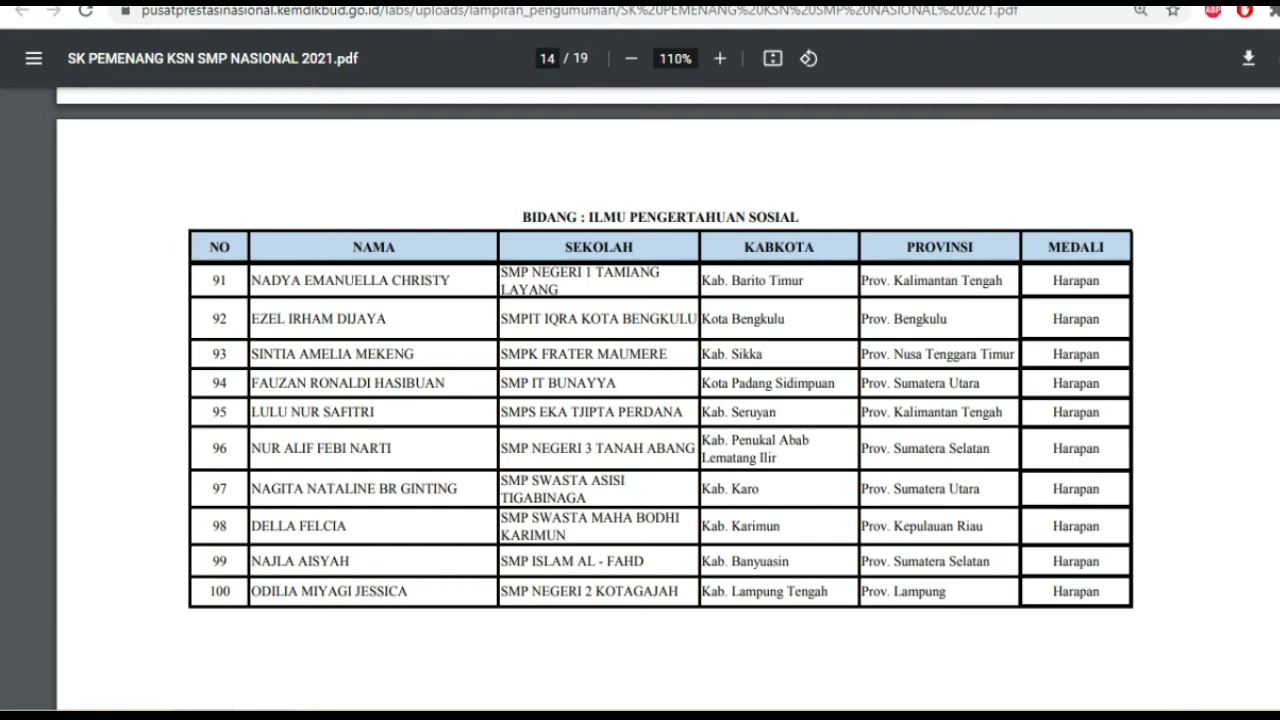 pusatprestasinasional.kemdikbud.go.id/labs/uploads/lampiran_pengumuman/SK%20PEMENANG%20KSN%20SMP%20NASIONAL%202021.pdf
ABP
SK PEMENANG KSN SMP NASIONAL 2021.pdf
14 / 19
110%
BIDANG : ILMU PENGERTAHUAN SOSIAL
NO NAMA SEKOLAH KABKOTA PROVINSI MEDALI
91 NADYA EMANUELLA CHRISTY SMP NEGERI 1 TAMIANG LAYANG Kab. Barito Timur Prov. Kalimantan Tengah Harapan
92 EZEL IRHAM DIJAYA SMPIT IQRA KOTA BENGKULU Kota Bengkulu Prov. Bengkulu Harapan
93 SINTIA AMELIA MEKENG SMPK FRATER MAUMERE Kab. Sikka Prov. Nusa Tenggara Timur Harapan
94 FAUZAN RONALDI HASIBUAN SMP IT BUNAYYA Kota Padang Sidimpuan Prov. Sumatera Utara Harapan
95 LULU NUR SAFITRI SMPS EKA TJIPTA PERDANA Kab. Seruyan Prov. Kalimantan Tengah Harapan
96 NUR ALIF FEBI NARTI SMP NEGERI 3 TANAH ABANG Kab. Penukal Abab Lematang Ilir Prov. Sumatera Selatan Harapan
97 NAGITA NATALINE BR GINTING SMP SWASTA ASISI TIGABINAGA Kab. Karo Prov. Sumatera Utara Harapan
98 DELLA FELCIA SMP SWASTA MAHA BODHI KARIMUN Kab. Karimun Prov. Kepulauan Riau Harapan
99 NAJLA AISYAH SMP ISLAM AL - FAHD Kab. Banyuasin Prov. Sumatera Selatan Harapan
100 ODILIA MIYAGI JESSICA SMP NEGERI 2 KOTAGAJAH Kab. Lampung Tengah Prov. Lampung Harapan